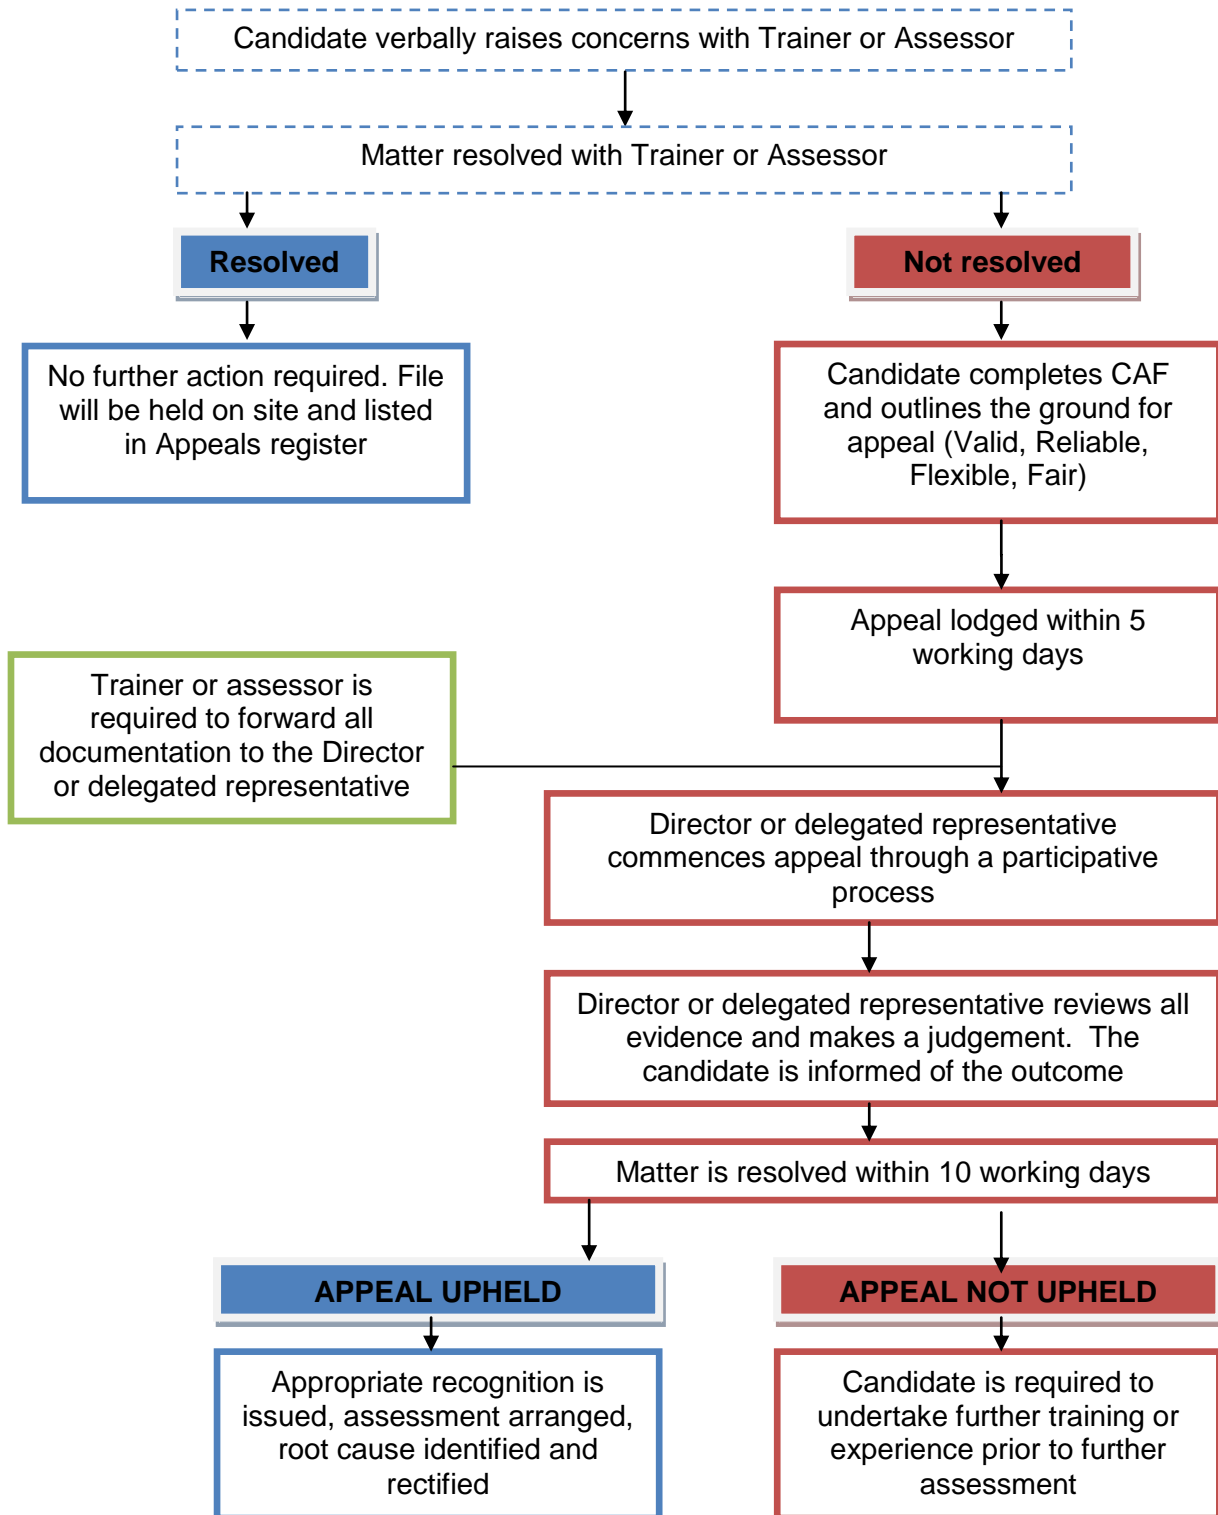 Candidate verbally raises concerns with Trainer or Assessor
Matter resolved with Trainer or Assessor
Resolved
Not resolved
No further action required. File
will be held on site and listed
in Appeals register
Candidate completes CAF
and outlines the ground for
appeal (Valid, Reliable,
Flexible, Fair)
Appeal lodged within 5
working days
Trainer or assessor is
required to forward all
documentation to the Director
or delegated representative
Director or delegated representative
commences appeal through a participative
process
Director or delegated representative reviews all
evidence and makes a judgement.  The
candidate is informed of the outcome
Matter is resolved within 10 working days
APPEAL UPHELD
APPEAL NOT UPHELD
Appropriate recognition is
issued, assessment arranged,
root cause identified and
rectified
Candidate is required to
undertake further training or
experience prior to further
assessment